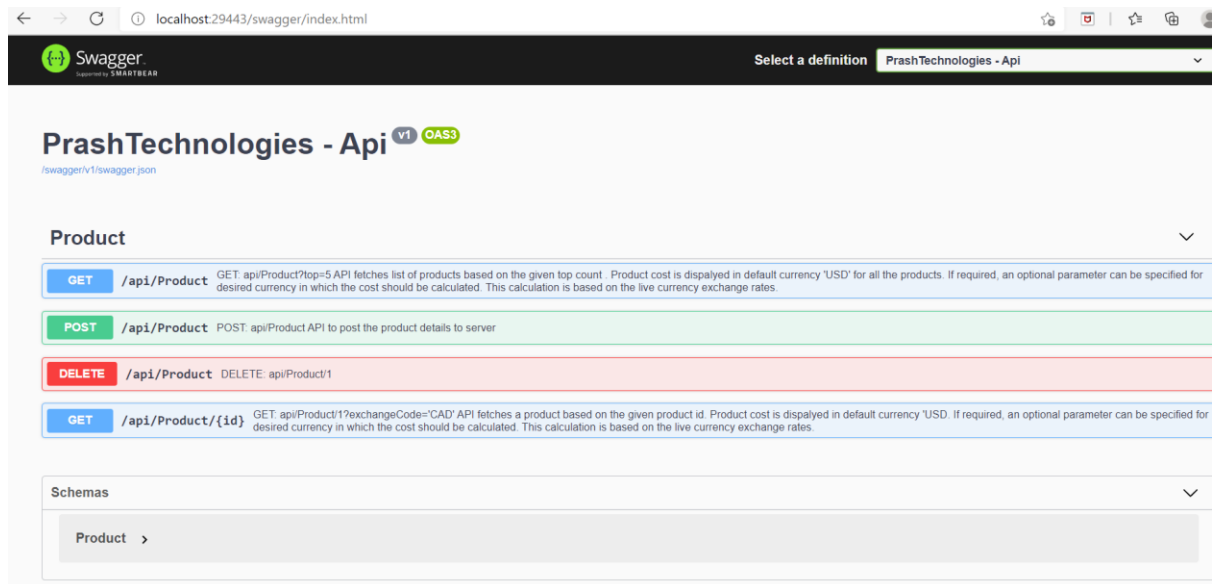 localhost:29443/swagger/index.html
Swagger
Supported by SMARTBEAR
Select a definition
PrashTechnologies - Api
PrashTechnologies - Api v1 OAS3
/swagger/v1/swagger.json
Product
GET /api/Product GET: api/Product?top=5 API fetches list of products based on the given top count . Product cost is dispalyed in default currency 'USD' for all the products. If required, an optional parameter can be specified for
desired currency in which the cost should be calculated. This calculation is based on the live currency exchange rates.
POST /api/Product POST: api/Product API to post the product details to server
DELETE /api/Product DELETE: api/Product/1
GET /api/Product/{id} GET: api/Product/1?exchangeCode='CAD' API fetches a product based on the given product id. Product cost is dispalyed in default currency 'USD. If required, an optional parameter can be specified for
desired currency in which the cost should be calculated. This calculation is based on the live currency exchange rates.
Schemas
Product